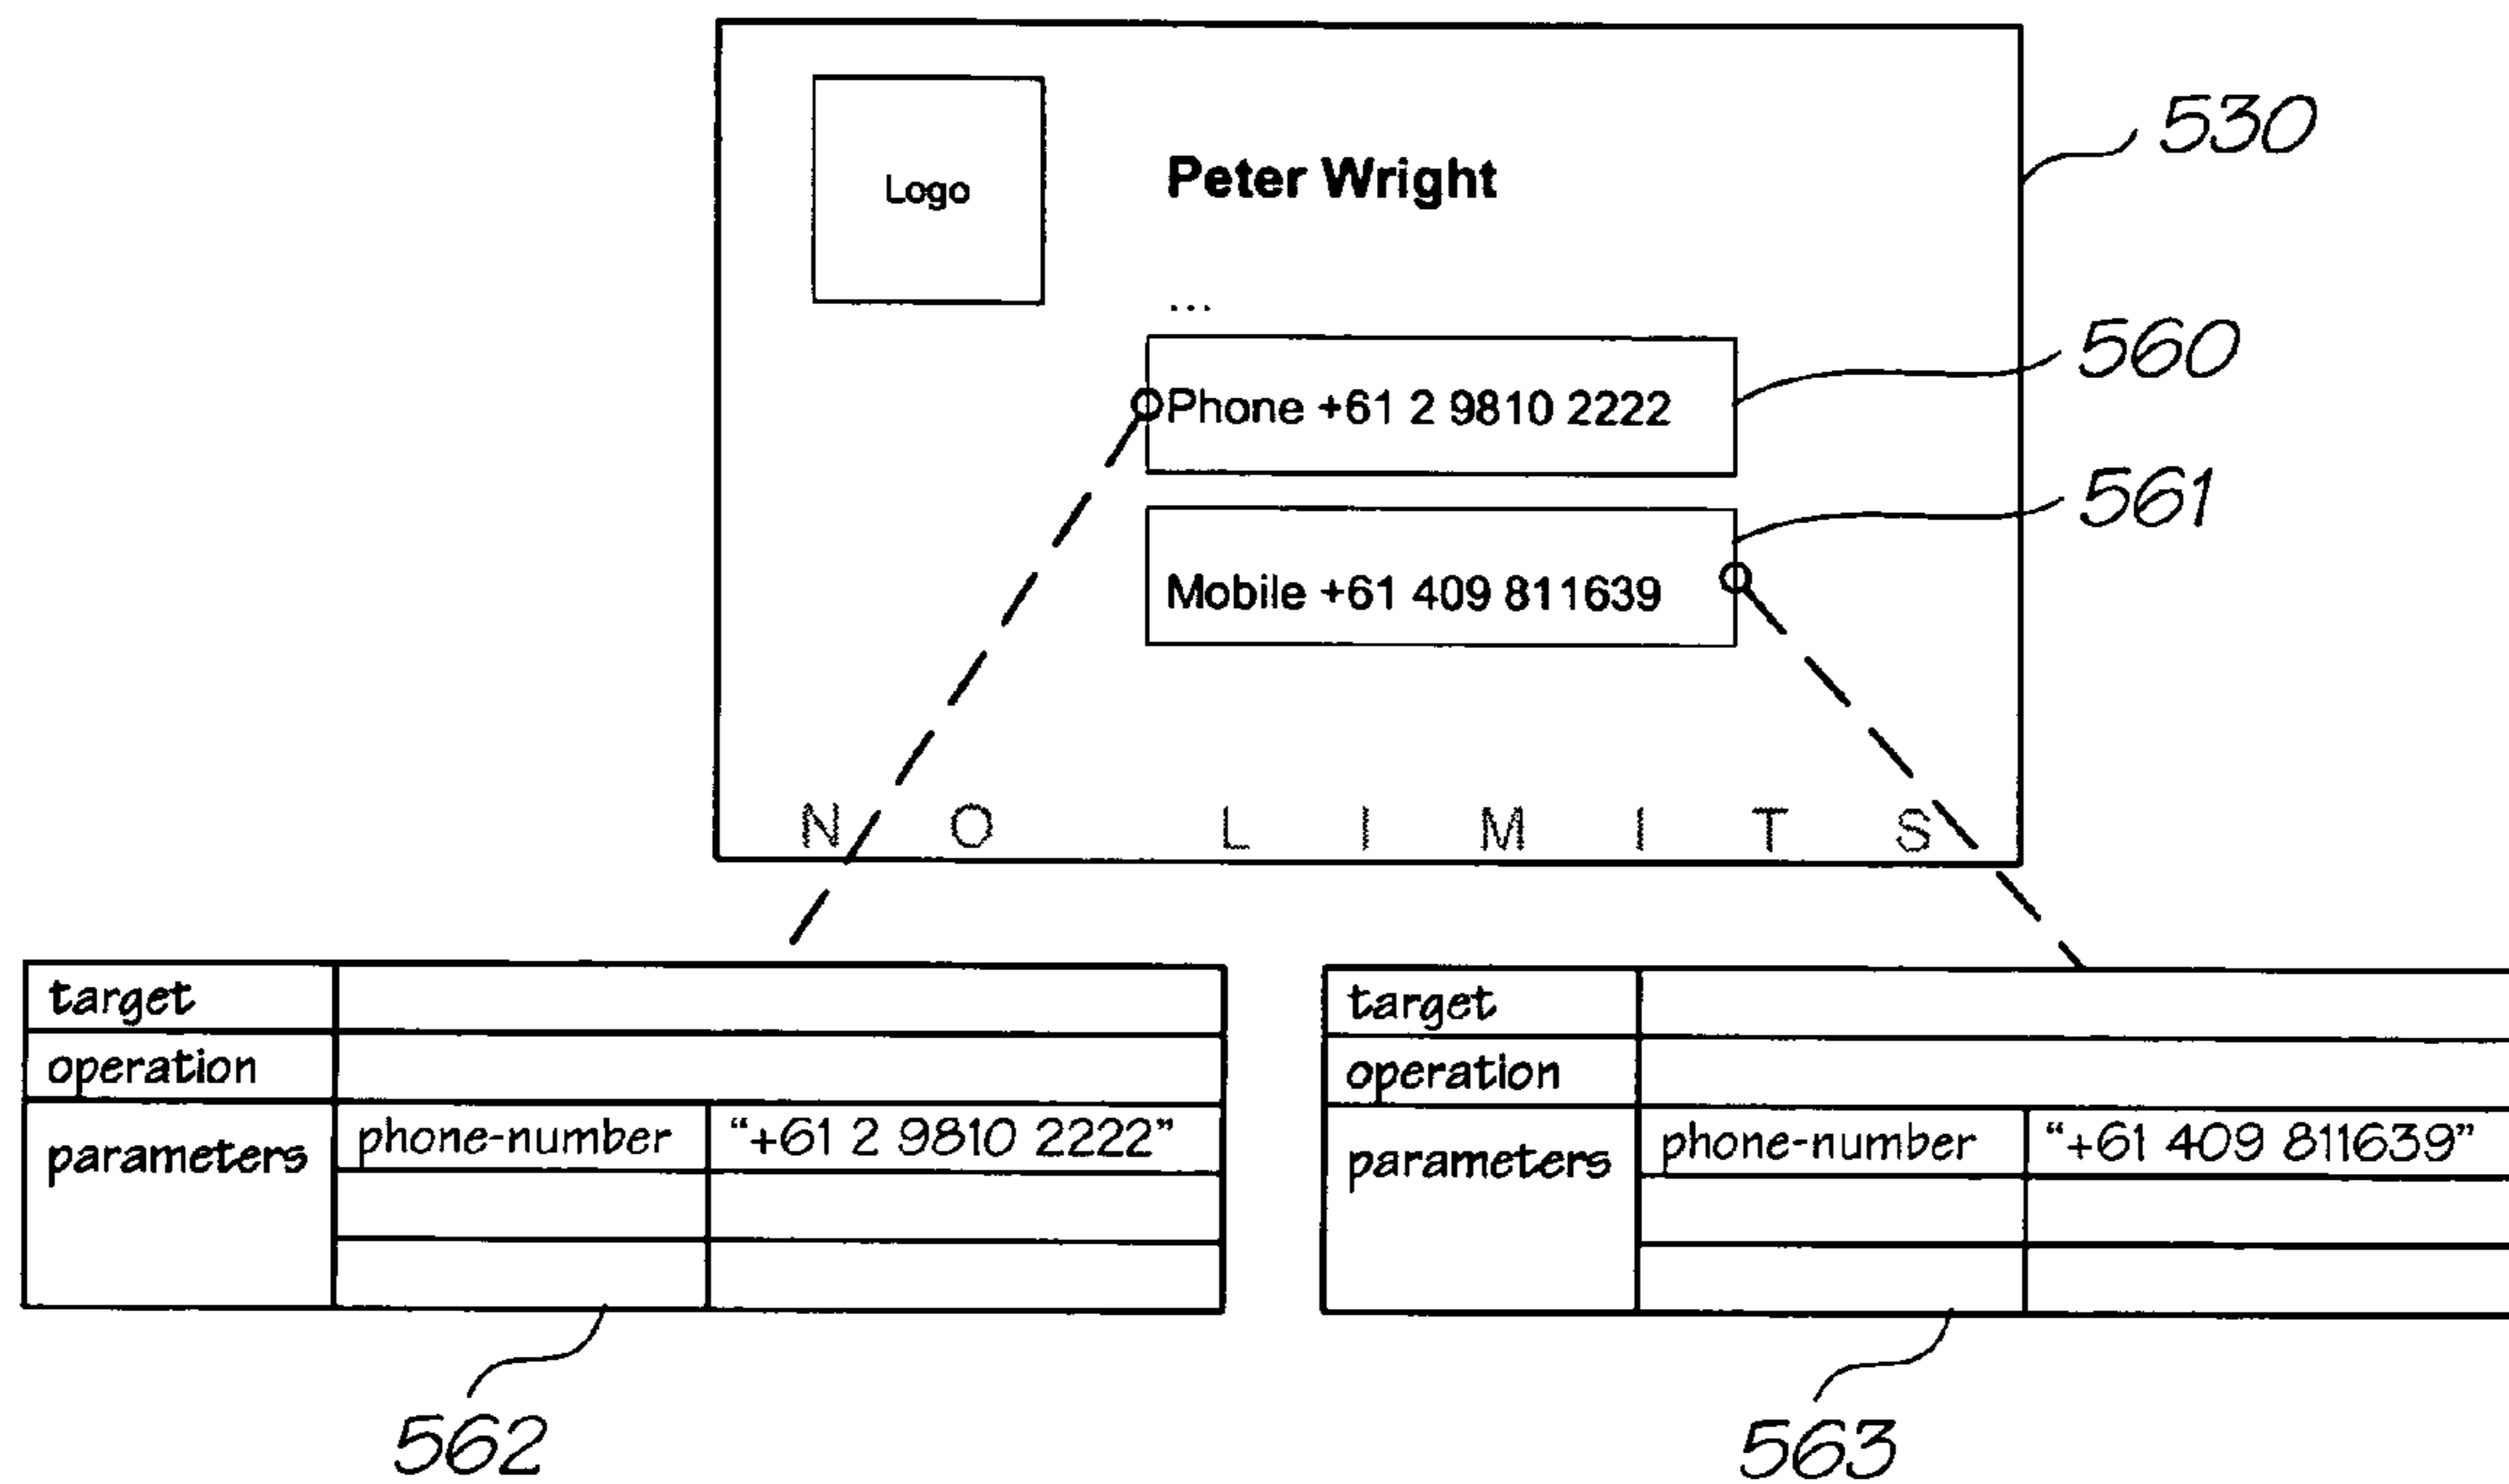 530
Logo
Peter Wright
...
560
Phone +61 2 9810 2222
561
Mobile +61 409 811639
N O L I M I T S
target
operation
parameters phone-number "+61 2 9810 2222"
562
target
operation
parameters phone-number "+61 409 811639"
563